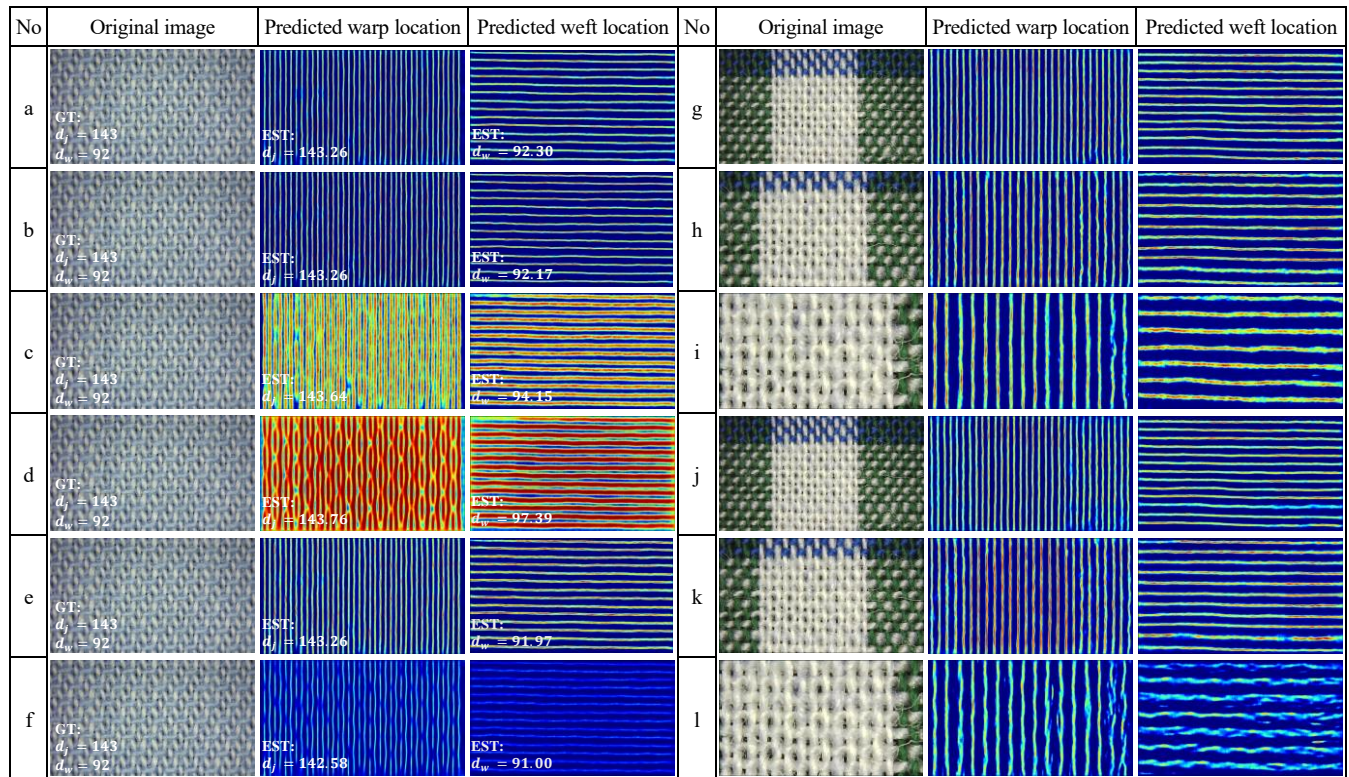 No Original image Predicted warp location Predicted weft location No Original image Predicted warp location Predicted weft location
a
GT:
d_j = 143
d_w = 92
EST:
d_j = 143.26
EST:
d_w = 92.30
g
b
GT:
d_j = 143
d_w = 92
EST:
d_j = 143.26
EST:
d_w = 92.17
h
c
GT:
d_j = 143
d_w = 92
EST:
d_j = 143.64
EST:
d_w = 94.15
i
d
GT:
d_j = 143
d_w = 92
EST:
d_j = 143.76
EST:
d_w = 97.39
j
e
GT:
d_j = 143
d_w = 92
EST:
d_j = 143.26
EST:
d_w = 91.97
k
f
GT:
d_j = 143
d_w = 92
EST:
d_j = 142.58
EST:
d_w = 91.00
l